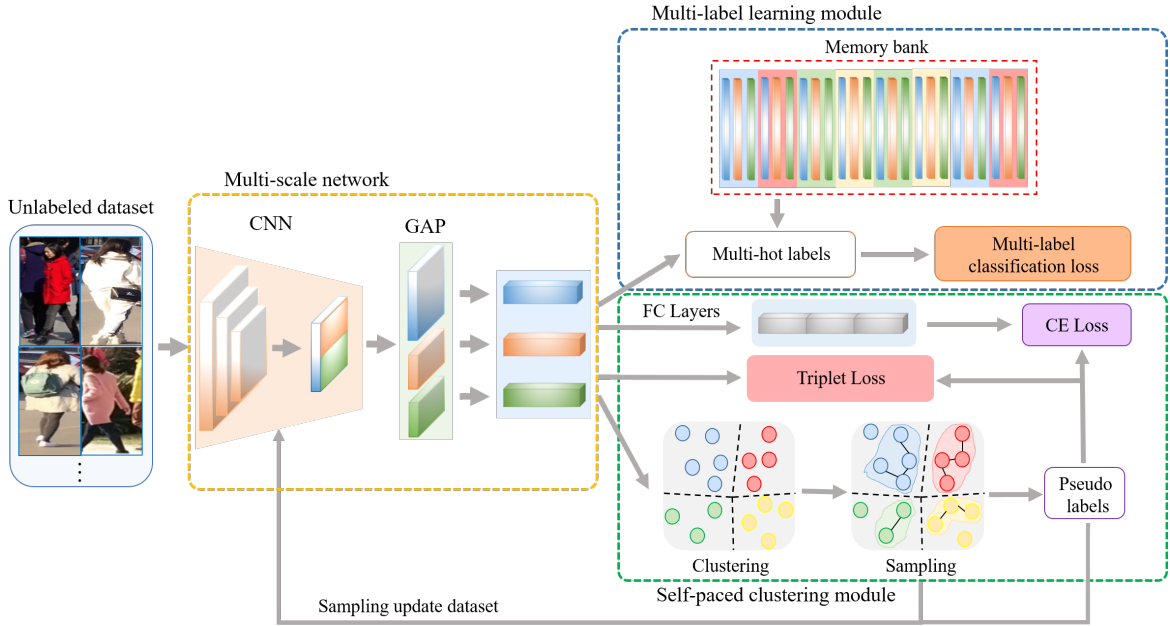 Multi-label learning module
Memory bank
Multi-scale network
Unlabeled dataset
CNN
GAP
Multi-hot labels
Multi-label
classification loss
FC Layers
CE Loss
Triplet Loss
Pseudo
labels
Clustering
Sampling
Self-paced clustering module
Sampling update dataset